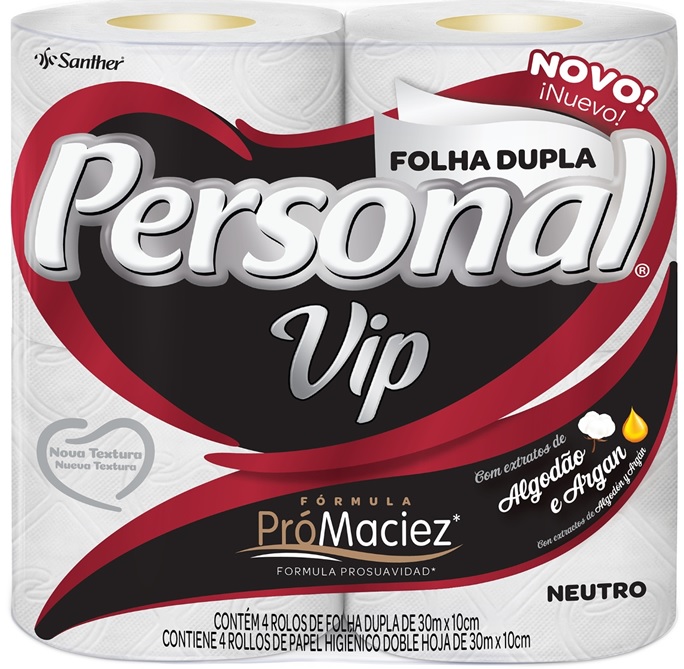 Santher
NOVO!
¡Nuevo!
FOLHA DUPLA
Personal®
Vip
Nova Textura
Nueva Textura
Com extratos de
Algodão
e Argan
Con extractos de Algodón y Argán
FÓRMULA
PróMaciez*
FORMULA PROSUAVIDAD*
NEUTRO
CONTÉM 4 ROLOS DE FOLHA DUPLA DE 30m x 10cm
CONTIENE 4 ROLLOS DE PAPEL HIGIÉNICO DOBLE HOJA DE 30m x 10cm